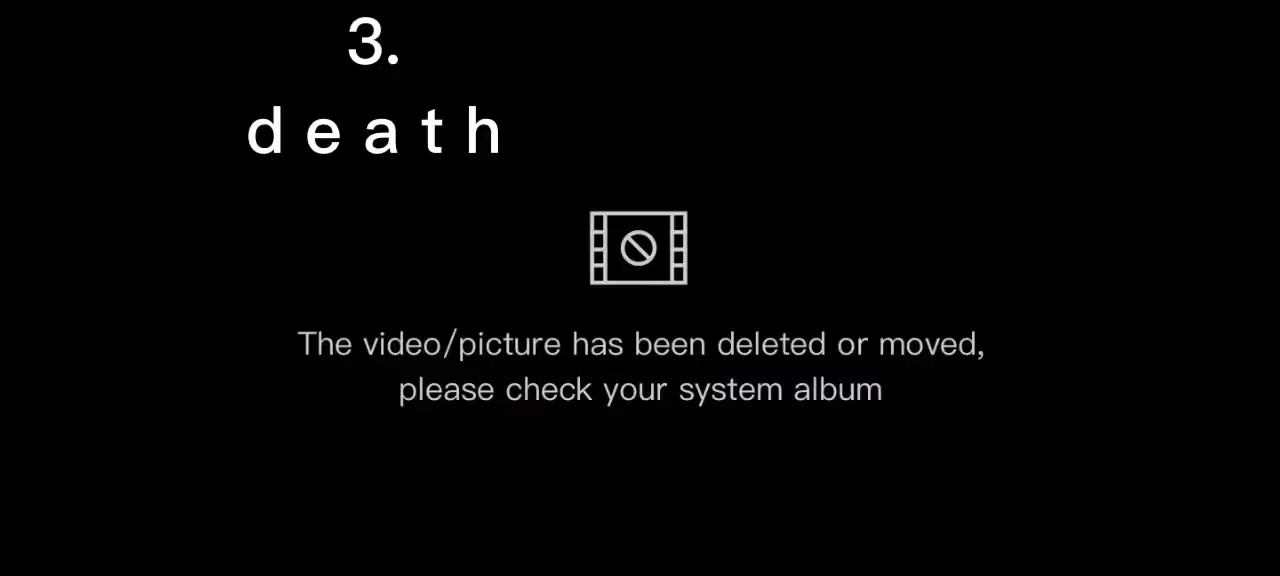 3.
d e a t h
The video/picture has been deleted or moved,
please check your system album